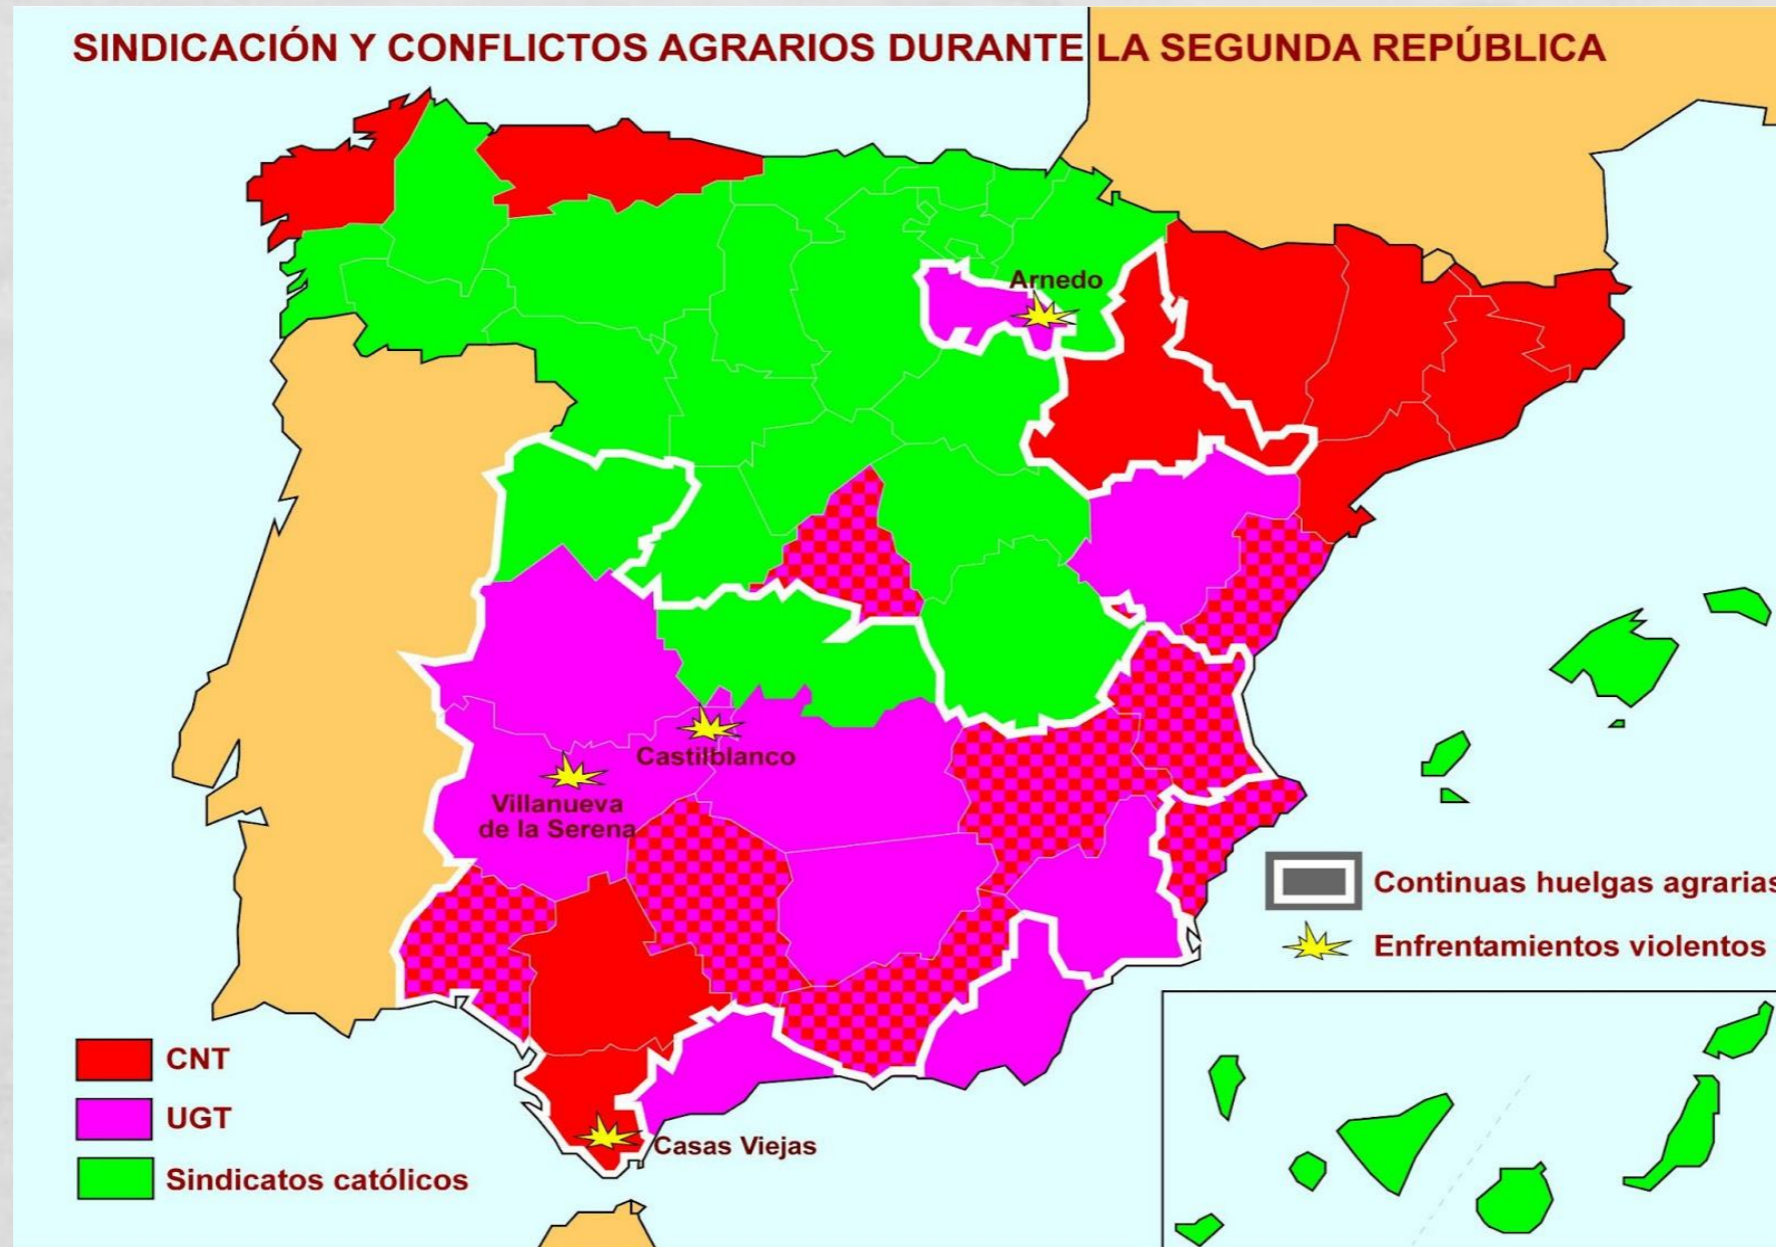 SINDICACIÓN Y CONFLICTOS AGRARIOS DURANTE LA SEGUNDA REPÚBLICA
Arnedo
Castilblanco
Villanueva
de la Serena
Continuas huelgas agrarias
Enfrentamientos violentos
CNT
UGT
Casas Viejas
Sindicatos católicos